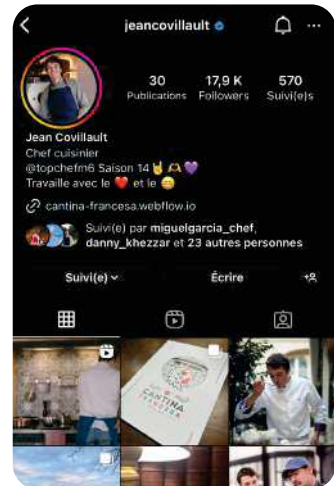 jeancovillault
30 17,9 K 570
Publications Followers Suivi(e)s
Jean Covillault
Chef cuisinier
@topchefm6 Saison 14 🤘🫶💜
Travaille avec le ❤️ et le 😊
cantina-francesa.webflow.io
Suivi(e) par miguelgarcia_chef,
danny_khezzar et 23 autres personnes
Suivi(e) Écrire
CANTINA
FRANCESA